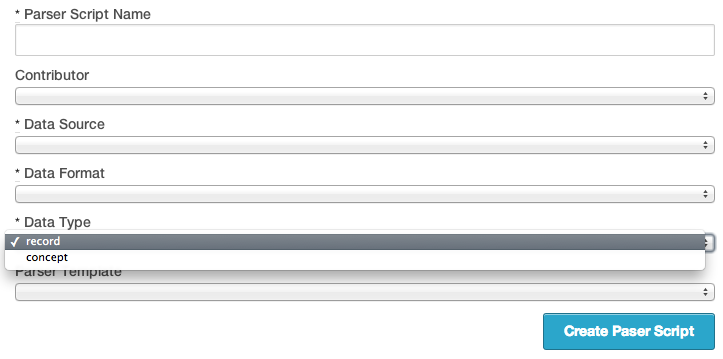 * Parser Script Name
Contributor
* Data Source
* Data Format
* Data Type
✓ record
concept
Parser Template
Create Paser Script